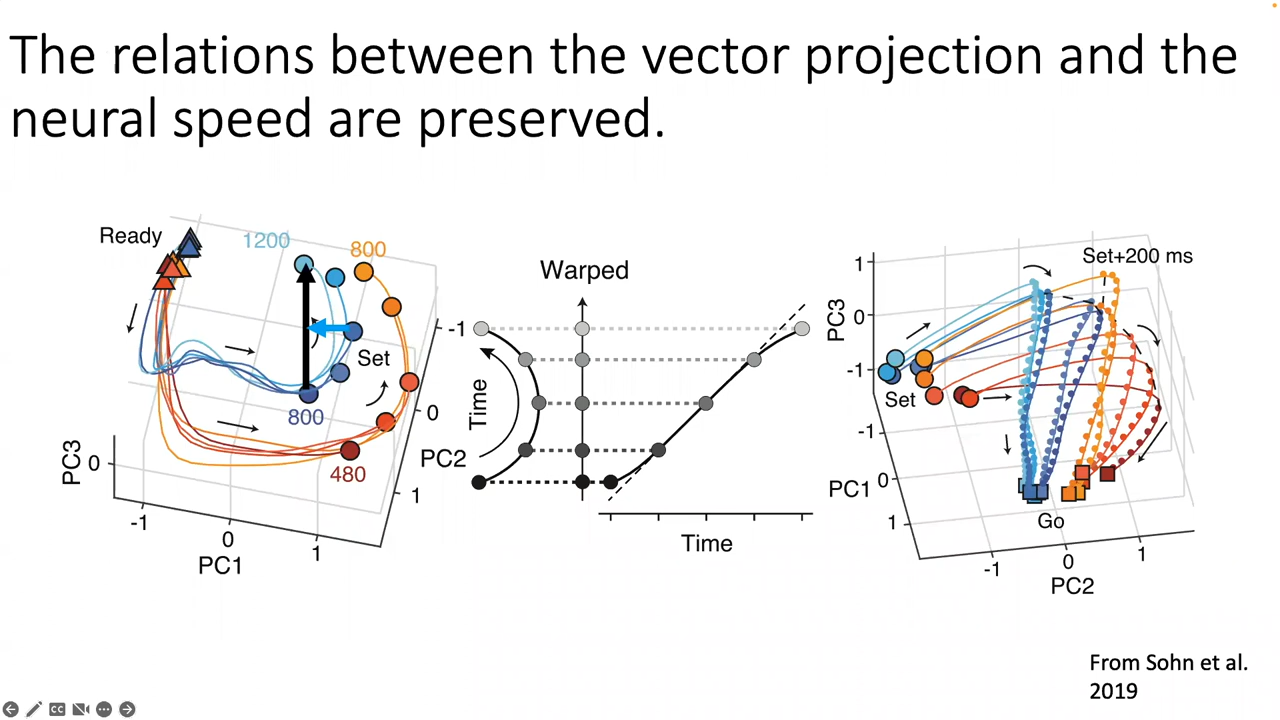 The relations between the vector projection and the
neural speed are preserved.
Ready
1200
800
Set
800
480
PC3
0
-1
0
1
PC1
-1
0
1
PC2
Warped
Time
Time
PC3
1
0
-1
Set+200 ms
Set
-1
PC1
0
1
Go
-1
0
1
PC2
From Sohn et al.
2019
CC